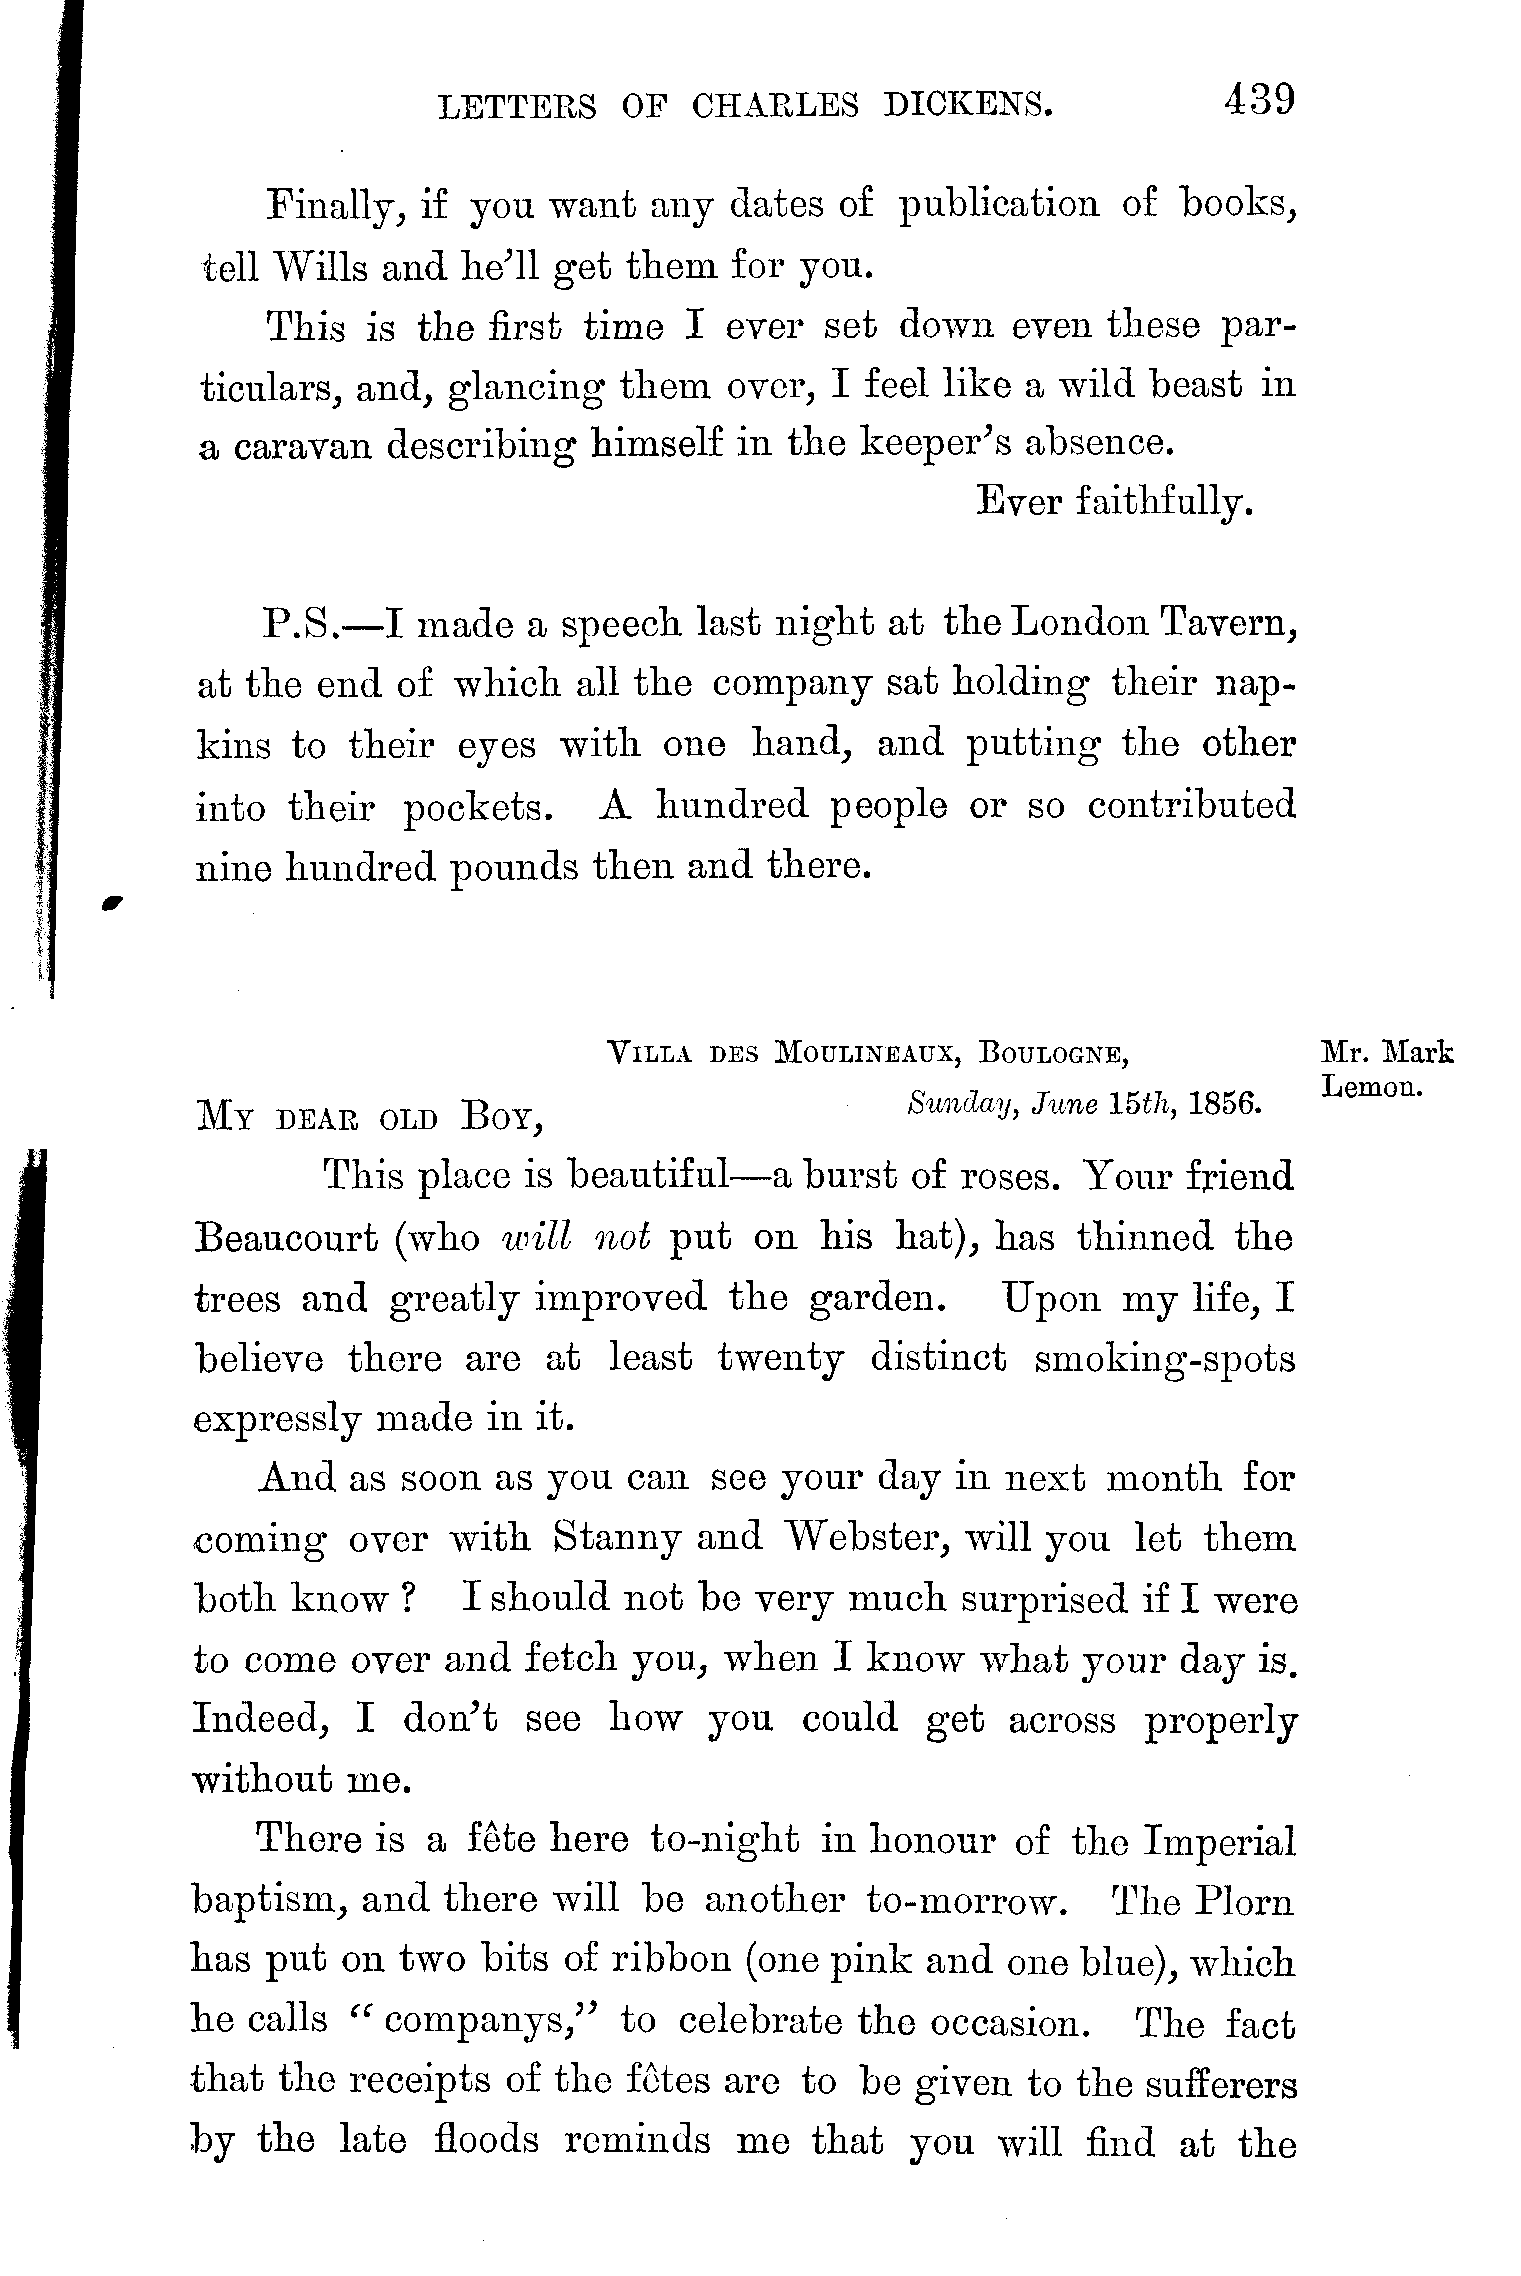 LETTERS OF CHARLES DICKENS. 439
Finally, if you want any dates of publication of books,
tell Wills and he'll get them for you.
This is the first time I ever set down even these par-
ticulars, and, glancing them over, I feel like a wild beast in
a caravan describing himself in the keeper's absence.
Ever faithfully.
P.S.—I made a speech last night at the London Tavern,
at the end of which all the company sat holding their nap-
kins to their eyes with one hand, and putting the other
into their pockets. A hundred people or so contributed
nine hundred pounds then and there.
VILLA DES MOULINEAUX, BOULOGNE,
Mr. Mark
Lemon.
Sunday, June 15th, 1856.
MY DEAR OLD BOY,
This place is beautiful—a burst of roses. Your friend
Beaucourt (who will not put on his hat), has thinned the
trees and greatly improved the garden. Upon my life, I
believe there are at least twenty distinct smoking-spots
expressly made in it.
And as soon as you can see your day in next month for
coming over with Stanny and Webster, will you let them
both know ? I should not be very much surprised if I were
to come over and fetch you, when I know what your day is.
Indeed, I don't see how you could get across properly
without me.
There is a fête here to-night in honour of the Imperial
baptism, and there will be another to-morrow. The Plorn
has put on two bits of ribbon (one pink and one blue), which
he calls “ companys,” to celebrate the occasion. The fact
that the receipts of the fêtes are to be given to the sufferers
by the late floods reminds me that you will find at the